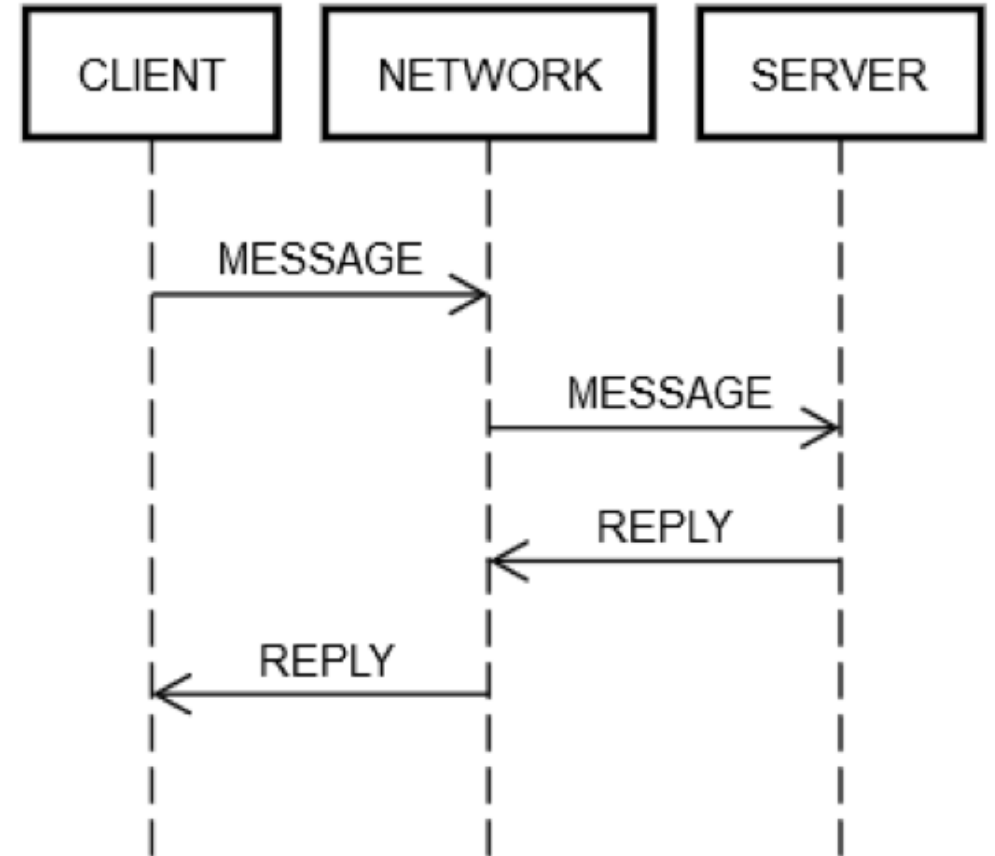 CLIENT
NETWORK
SERVER
MESSAGE
MESSAGE
REPLY
REPLY